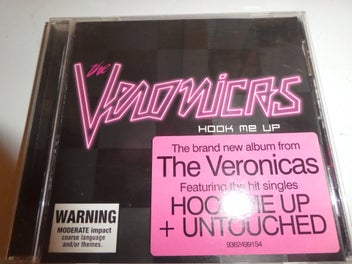 the
Veronicas
HOOK ME UP
The brand new album from
The Veronicas
Featuring the hit singles
HOOK ME UP
+ UNTOUCHED
9362499154
WARNING
MODERATE impact
coarse language
and/or themes.